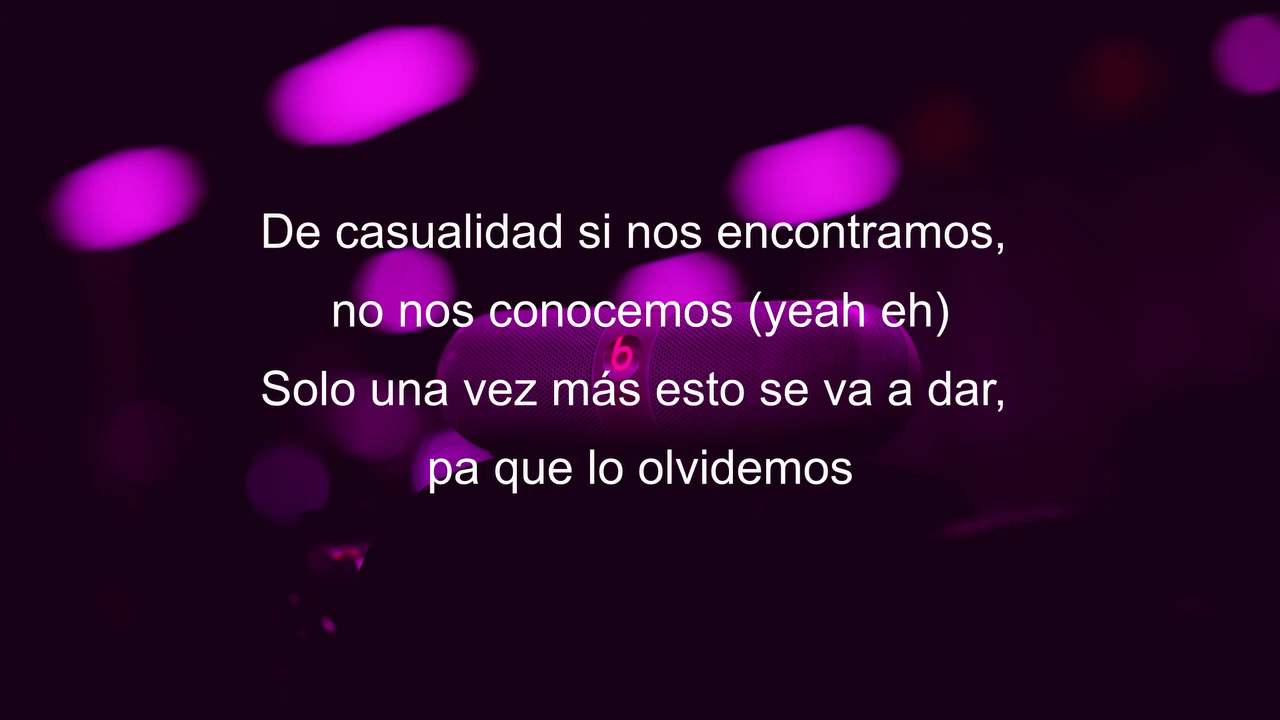 De casualidad si nos encontramos,
no nos conocemos (yeah eh)
Solo una vez más esto se va a dar,
pa que lo olvidemos